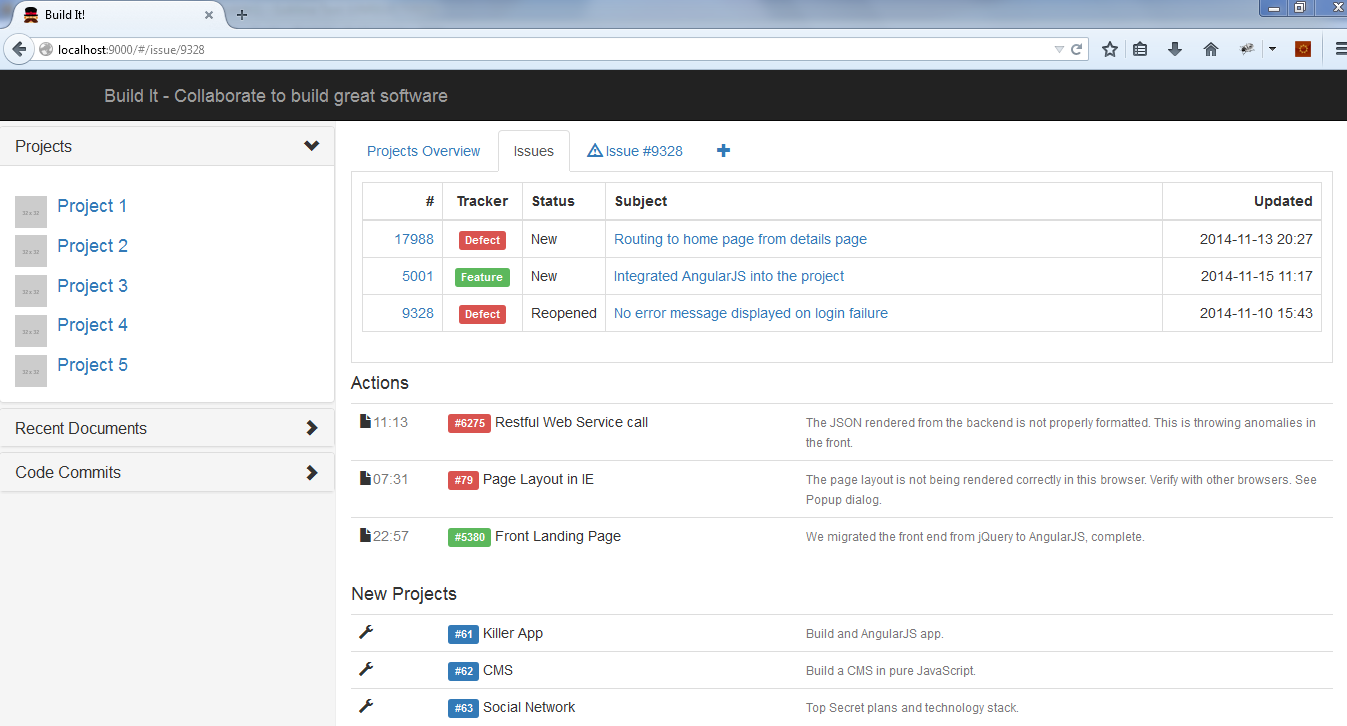 Build It!
localhost:9000/#/issue/9328
Build It - Collaborate to build great software
Projects
32 x 32
Project 1
32 x 32
Project 2
32 x 32
Project 3
32 x 32
Project 4
32 x 32
Project 5
Recent Documents
Code Commits
Projects Overview Issues Issue #9328
# Tracker Status Subject Updated
17988 Defect New Routing to home page from details page 2014-11-13 20:27
5001 Feature New Integrated AngularJS into the project 2014-11-15 11:17
9328 Defect Reopened No error message displayed on login failure 2014-11-10 15:43
Actions
11:13 #6275 Restful Web Service call The JSON rendered from the backend is not properly formatted. This is throwing anomalies in
the front.
07:31 #79 Page Layout in IE The page layout is not being rendered correctly in this browser. Verify with other browsers. See
Popup dialog.
22:57 #5380 Front Landing Page We migrated the front end from jQuery to AngularJS, complete.
New Projects
#61 Killer App Build and AngularJS app.
#62 CMS Build a CMS in pure JavaScript.
#63 Social Network Top Secret plans and technology stack.